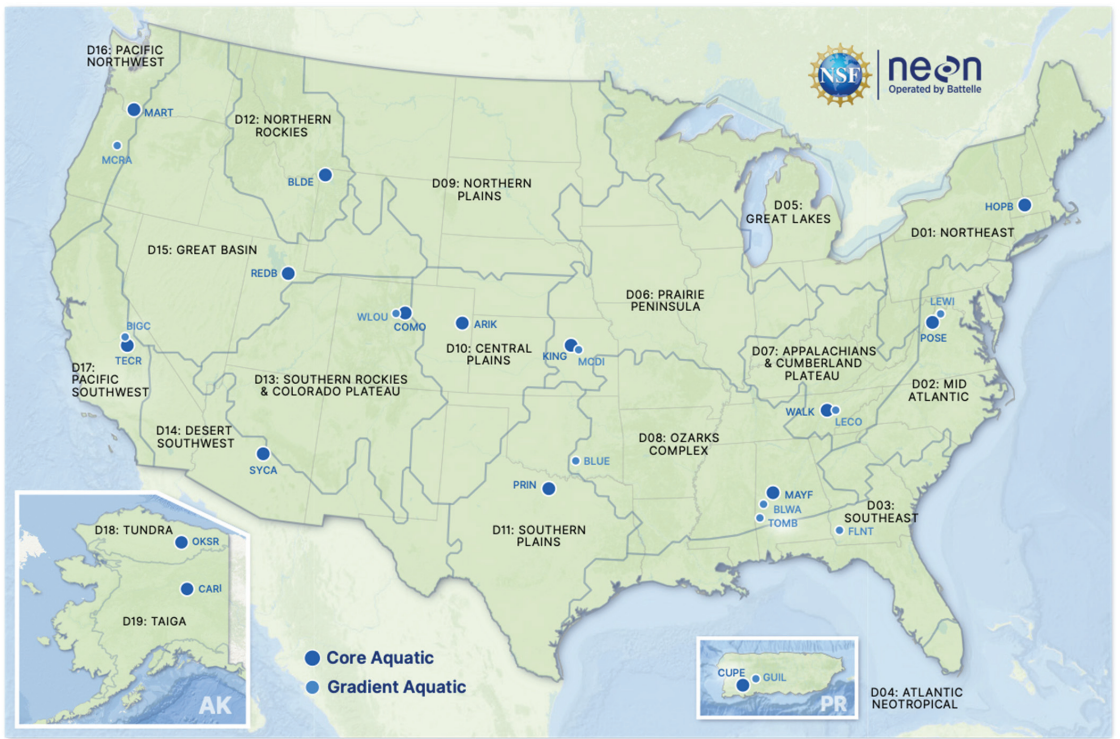 D16: PACIFIC
NORTHWEST
NSF
neon
Operated by Battelle
MART
MCRA
D12: NORTHERN
ROCKIES
BLDE
D09: NORTHERN
PLAINS
D05:
GREAT LAKES
HOPB
D01: NORTHEAST
D15: GREAT BASIN
REDB
D06: PRAIRIE
PENINSULA
LEWI
POSE
WLOU
COMO
ARIK
BIGC
TECR
D10: CENTRAL
PLAINS
KING
MCDI
D07: APPALACHIANS
& CUMBERLAND
PLATEAU
D17:
PACIFIC
SOUTHWEST
D13: SOUTHERN ROCKIES
& COLORADO PLATEAU
D02: MID
ATLANTIC
WALK
LECO
D14: DESERT
SOUTHWEST
SYCA
D08: OZARKS
COMPLEX
BLUE
PRIN
MAYF
BLWA
TOMB
D03:
SOUTHEAST
FLNT
D11: SOUTHERN
PLAINS
D18: TUNDRA
OKSR
CARI
D19: TAIGA
AK
Core Aquatic
Gradient Aquatic
CUPE
GUIL
PR
D04: ATLANTIC
NEOTROPICAL